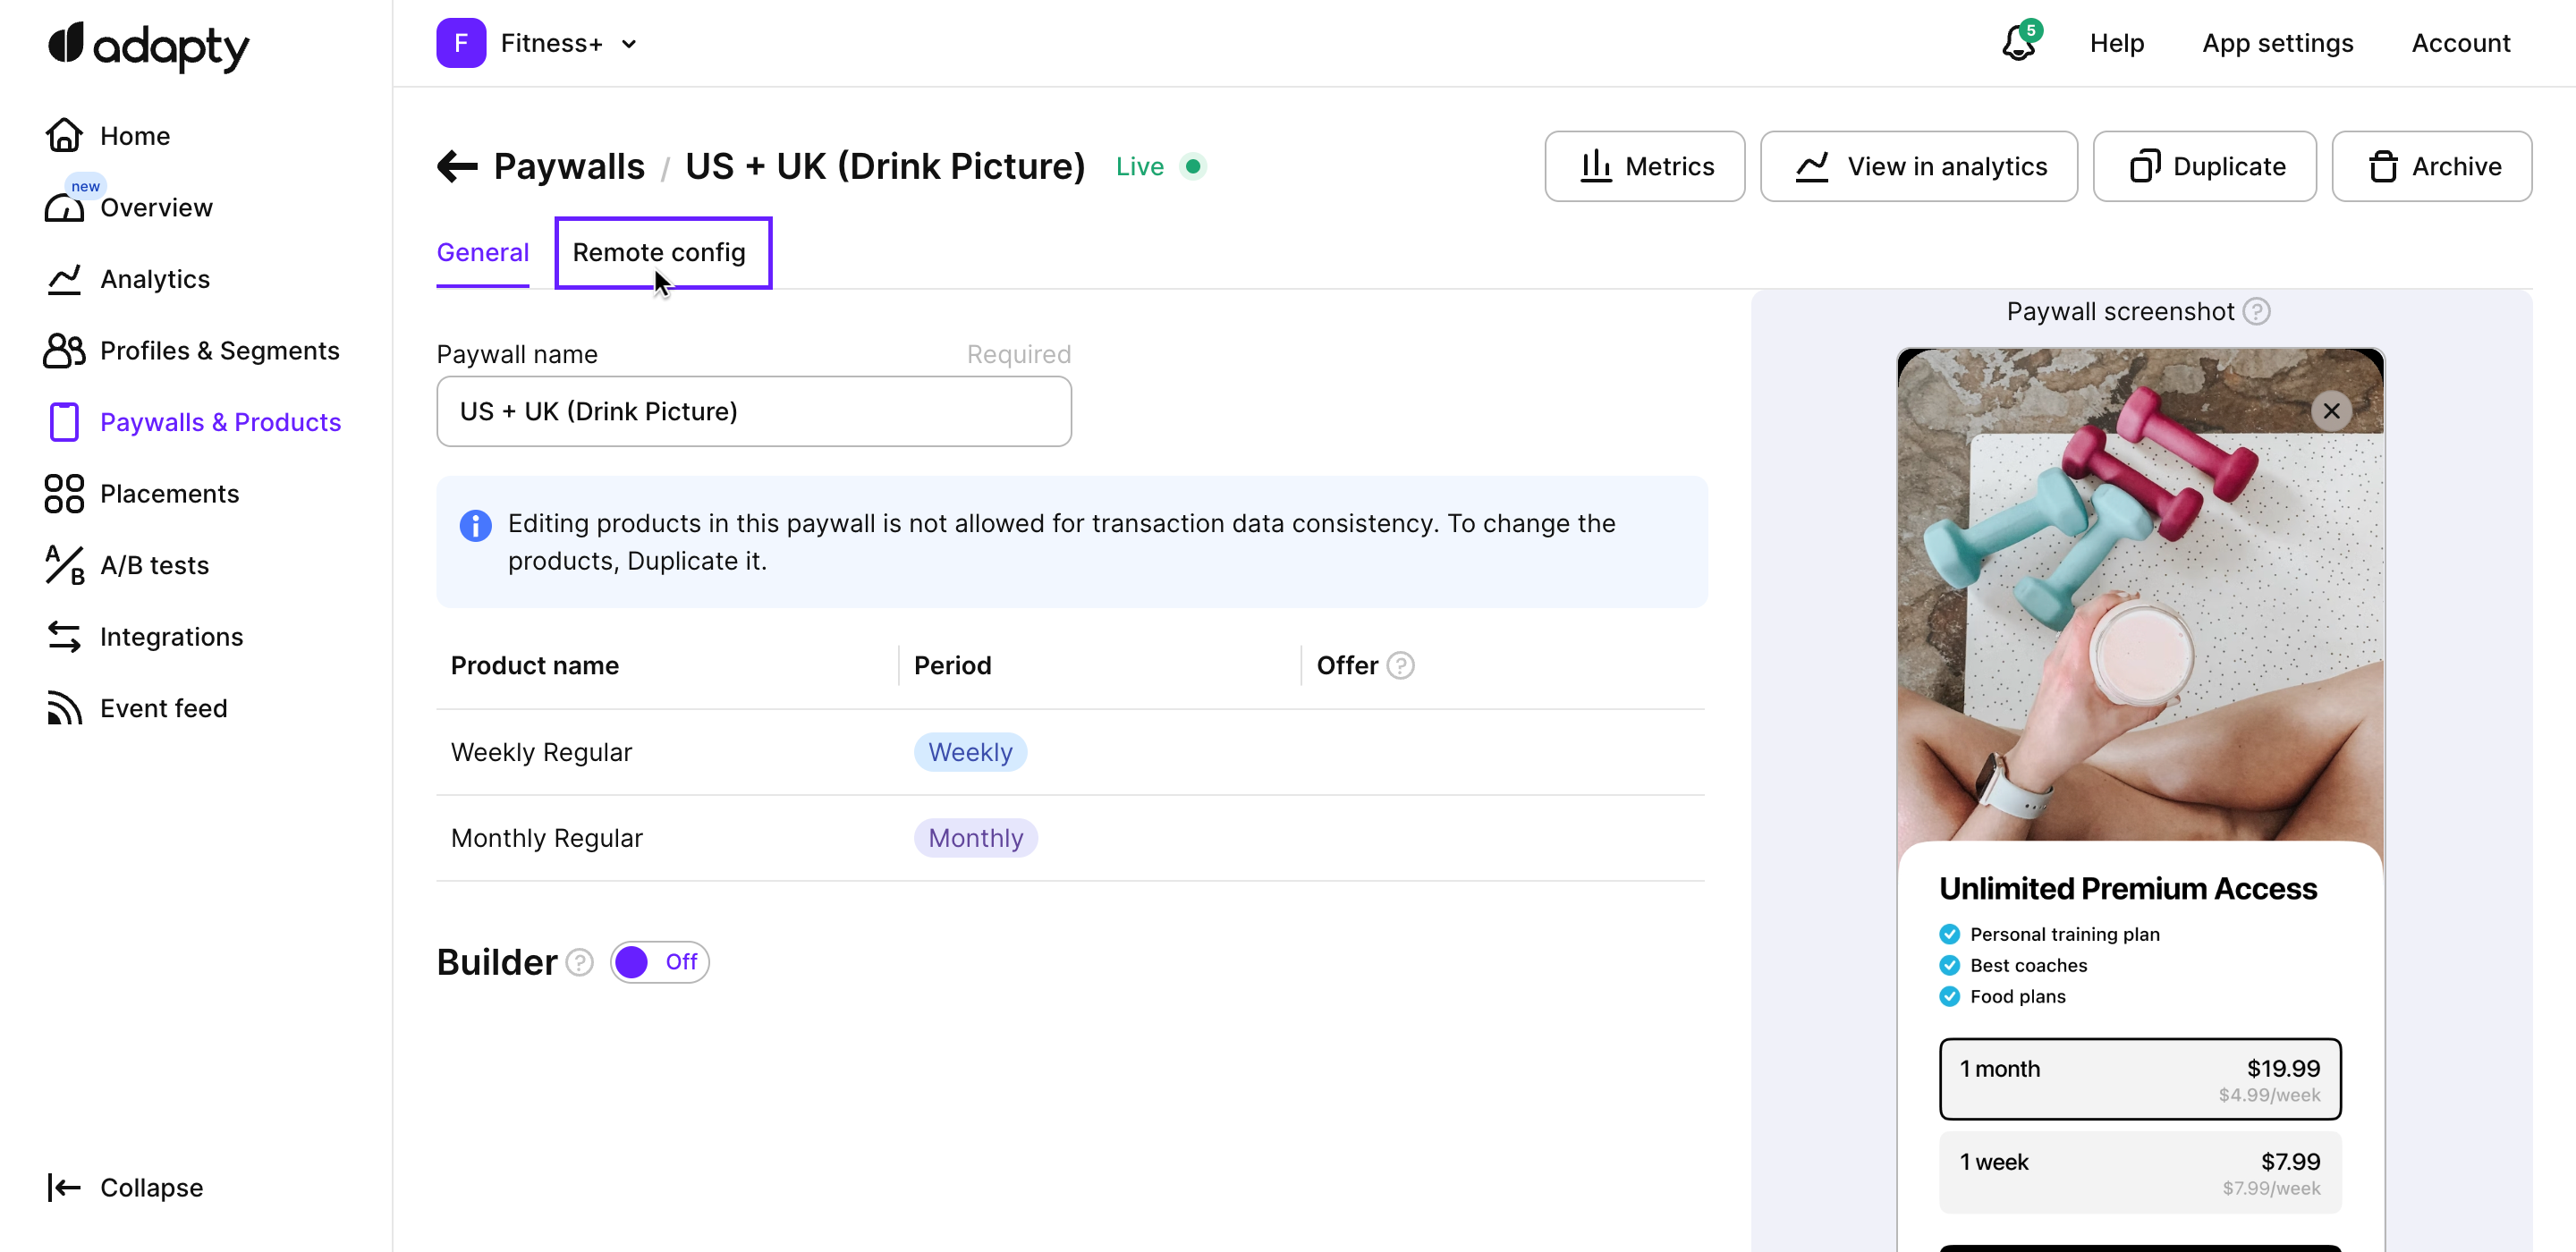 adapty
F Fitness+
5
Help
App settings
Account
Home
new
Overview
Analytics
Profiles & Segments
Paywalls & Products
Placements
A/B tests
Integrations
Event feed
Collapse
Paywalls / US + UK (Drink Picture) Live
Metrics
View in analytics
Duplicate
Archive
General
Remote config
Paywall name Required
US + UK (Drink Picture)
Editing products in this paywall is not allowed for transaction data consistency. To change the
products, Duplicate it.
Product name Period Offer ?
Weekly Regular Weekly
Monthly Regular Monthly
Builder ? Off
Paywall screenshot ?
Unlimited Premium Access
Personal training plan
Best coaches
Food plans
1 month $19.99
$4.99/week
1 week $7.99
$7.99/week